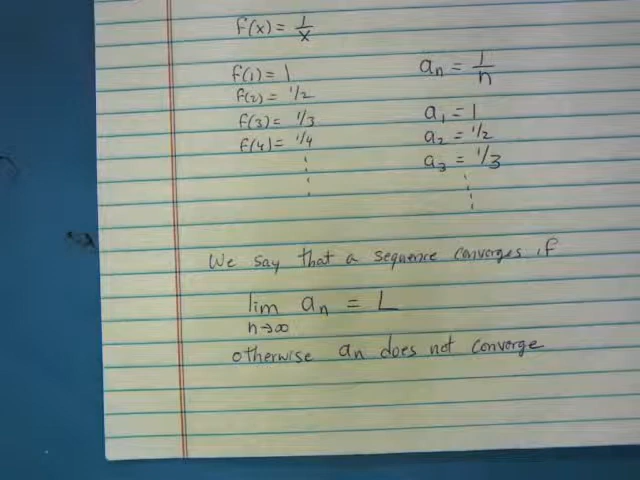 f(x) = 1/x
f(1) = 1
f(2) = 1/2
f(3) = 1/3
f(4) = 1/4
an = 1/n
a1 = 1
a2 = 1/2
a3 = 1/3
We say that a sequence converges if
lim an = L
n→∞
otherwise an does not converge